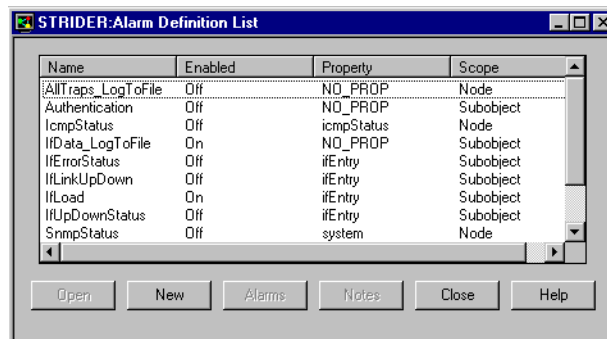 STRIDER:Alarm Definition List
Name Enabled Property Scope
AllTraps_LogToFile Off NO_PROP Node
Authentication Off NO_PROP Subobject
IcmpStatus Off icmpStatus Node
IfData_LogToFile On NO_PROP Subobject
IfErrorStatus Off ifEntry Subobject
IfLinkUpDown Off ifEntry Subobject
IfLoad On ifEntry Subobject
IfUpDownStatus Off ifEntry Subobject
SnmpStatus Off system Node
Open New Alarms Notes Close Help